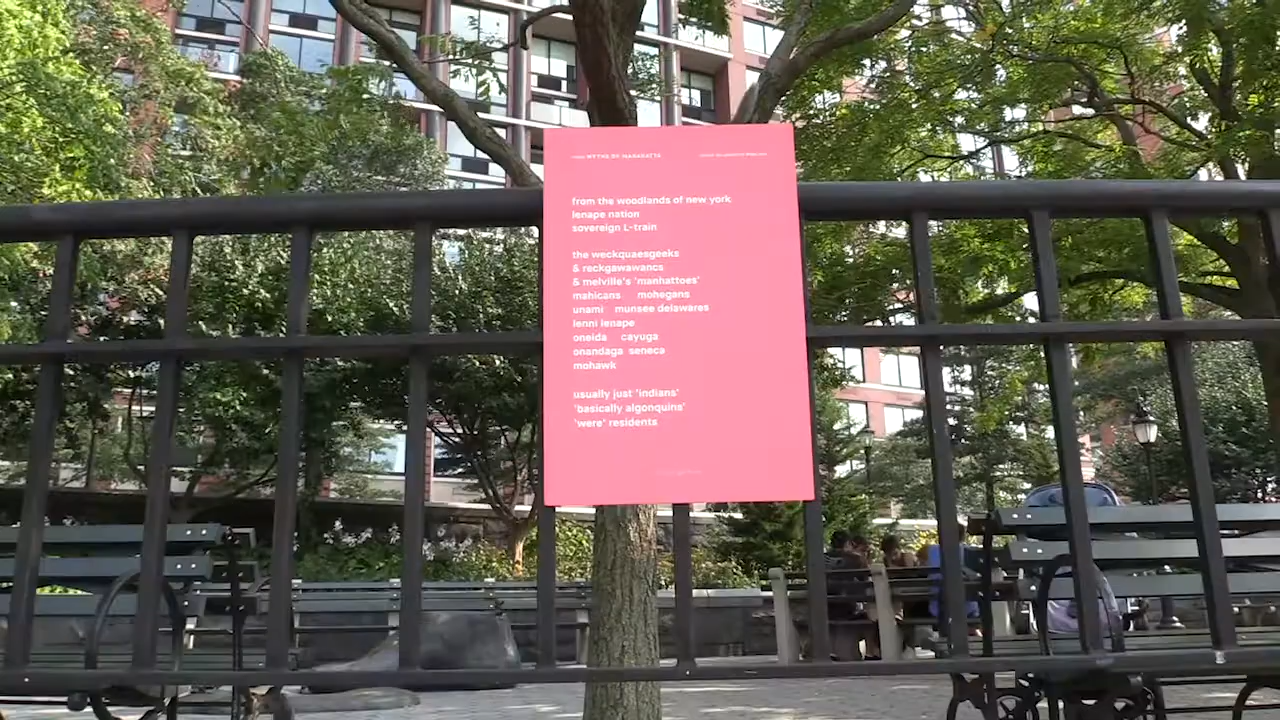 MYTHS OF MANAHATTA
from the woodlands of new york
lenape nation
sovereign L-train
the weckquaesgeeks
& reckgawawancs
& melville's 'manhattoes'
mahicans mohegans
unami munsee delawares
lenni lenape
oneida cayuga
onandaga seneca
mohawk
usually just 'indians'
'basically algonquins'
'were' residents